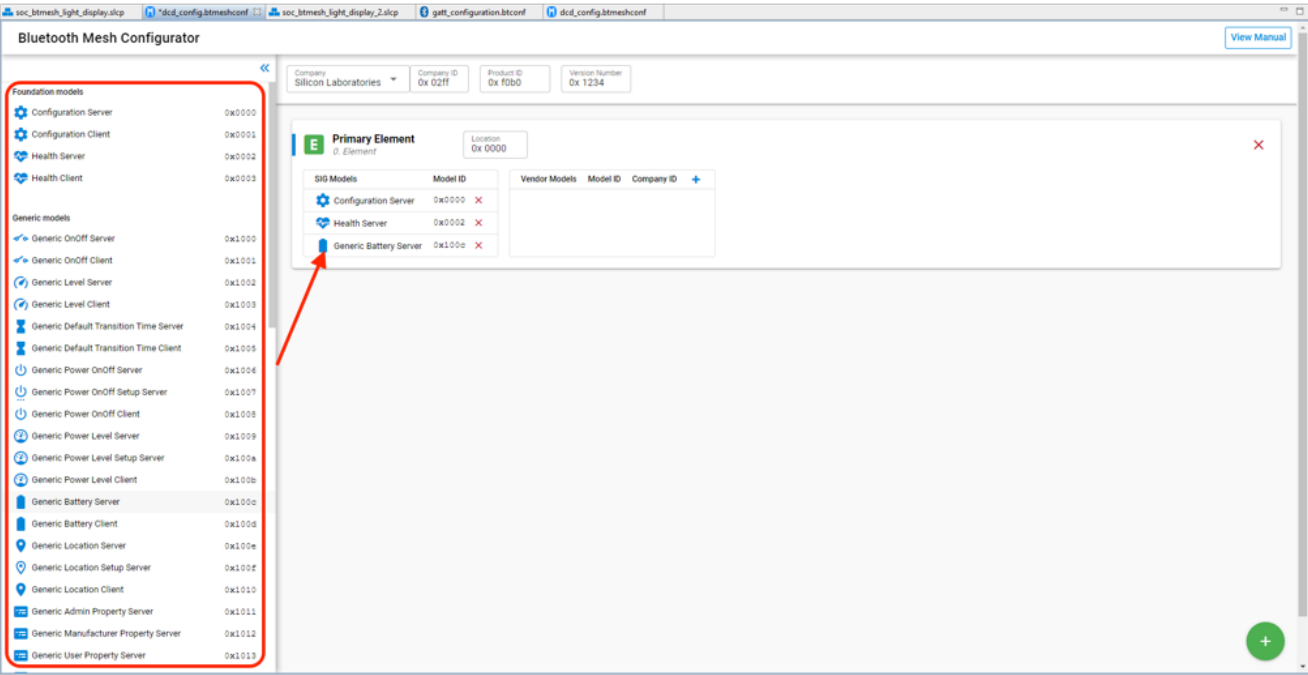 soc_btmesh_light_display.slcp *dcd_config.btmeshconf soc_btmesh_light_display_2.slcp gatt_configuration.btconf dcd_config.btmeshconf
Bluetooth Mesh Configurator View Manual
Company Company ID Product ID Version Number
Silicon Laboratories 0x 02ff 0x f0b0 0x 1234
Foundation models
Configuration Server 0x0000
Configuration Client 0x0001
Health Server 0x0002
Health Client 0x0003
Generic models
Generic OnOff Server 0x1000
Generic OnOff Client 0x1001
Generic Level Server 0x1002
Generic Level Client 0x1003
Generic Default Transition Time Server 0x1004
Generic Default Transition Time Client 0x1005
Generic Power OnOff Server 0x1006
Generic Power OnOff Setup Server 0x1007
Generic Power OnOff Client 0x1008
Generic Power Level Server 0x1009
Generic Power Level Setup Server 0x100a
Generic Power Level Client 0x100b
Generic Battery Server 0x100c
Generic Battery Client 0x100d
Generic Location Server 0x100e
Generic Location Setup Server 0x100f
Generic Location Client 0x1010
Generic Admin Property Server 0x1011
Generic Manufacturer Property Server 0x1012
Generic User Property Server 0x1013
E Primary Element
0. Element
Location
0x 0000
SIG Models Model ID
Configuration Server 0x0000
Health Server 0x0002
Generic Battery Server 0x100c
Vendor Models Model ID Company ID +